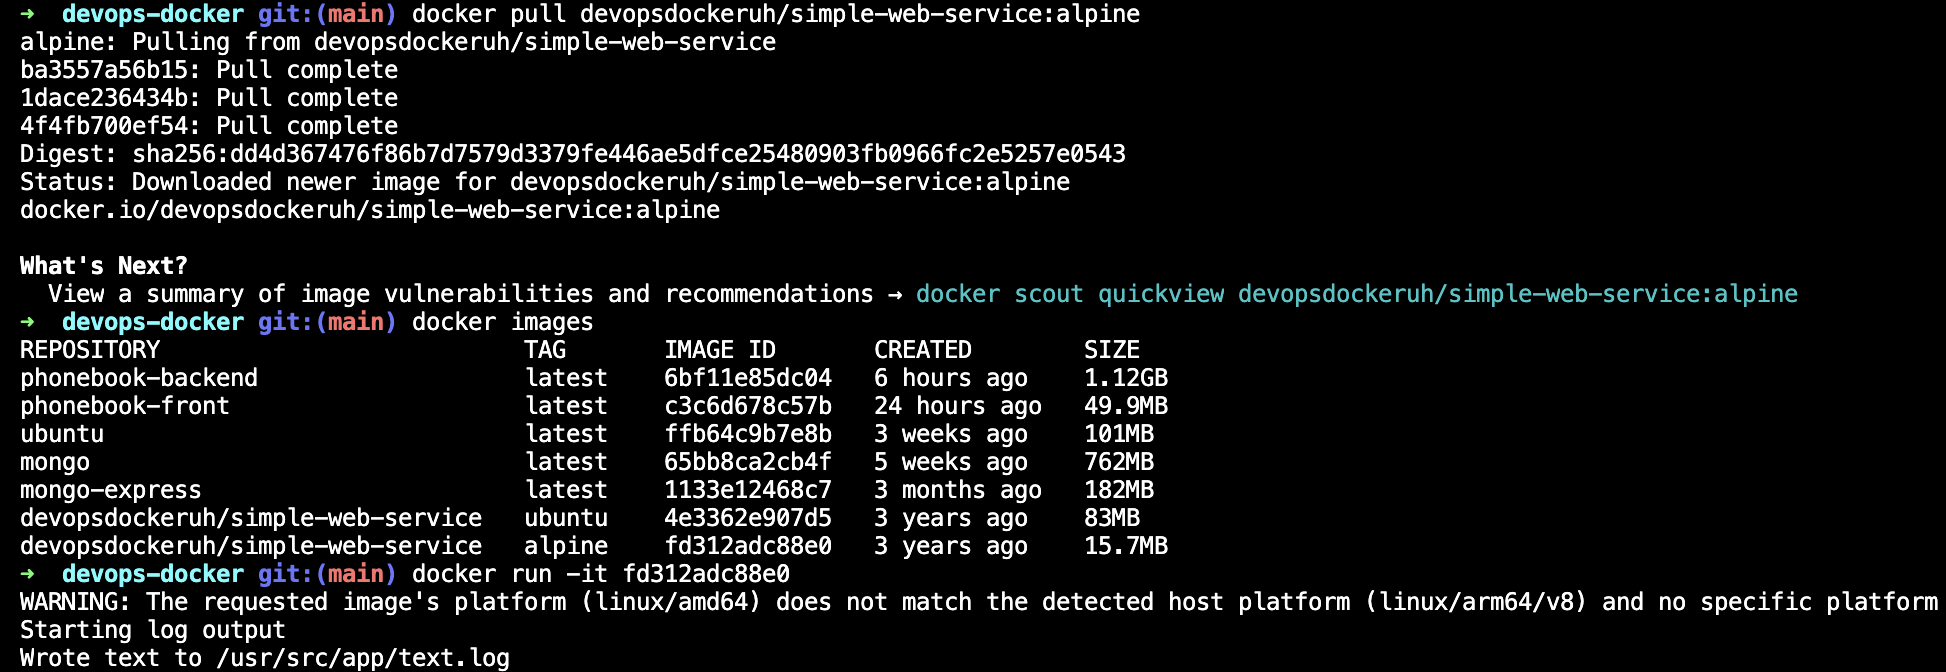 ➜  devops-docker git:(main) docker pull devopsdockeruh/simple-web-service:alpine
alpine: Pulling from devopsdockeruh/simple-web-service
ba3557a56b15: Pull complete
1dace236434b: Pull complete
4f4fb700ef54: Pull complete
Digest: sha256:dd4d367476f86b7d7579d3379fe446ae5dfce25480903fb0966fc2e5257e0543
Status: Downloaded newer image for devopsdockeruh/simple-web-service:alpine
docker.io/devopsdockeruh/simple-web-service:alpine
What's Next?
  View a summary of image vulnerabilities and recommendations → docker scout quickview devopsdockeruh/simple-web-service:alpine
➜  devops-docker git:(main) docker images
REPOSITORY                          TAG       IMAGE ID       CREATED        SIZE
phonebook-backend                   latest    6bf11e85dc04   6 hours ago    1.12GB
phonebook-front                     latest    c3c6d678c57b   24 hours ago   49.9MB
ubuntu                              latest    ffb64c9b7e8b   3 weeks ago    101MB
mongo                               latest    65bb8ca2cb4f   5 weeks ago    762MB
mongo-express                       latest    1133e12468c7   3 months ago   182MB
devopsdockeruh/simple-web-service   ubuntu    4e3362e907d5   3 years ago    83MB
devopsdockeruh/simple-web-service   alpine    fd312adc88e0   3 years ago    15.7MB
➜  devops-docker git:(main) docker run -it fd312adc88e0
WARNING: The requested image's platform (linux/amd64) does not match the detected host platform (linux/arm64/v8) and no specific platform
Starting log output
Wrote text to /usr/src/app/text.log